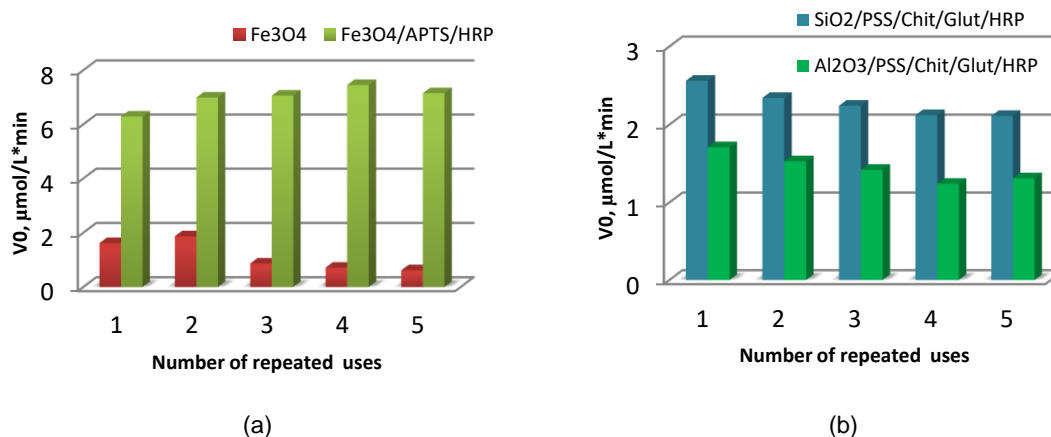 Fe3O4 Fe3O4/APTS/HRP
V0, µmol/L*min
8
6
4
2
0
1 2 3 4 5
Number of repeated uses
(a)
SiO2/PSS/Chit/Glut/HRP
Al2O3/PSS/Chit/Glut/HRP
V0, µmol/L*min
3
2
1
0
1 2 3 4 5
Number of repeated uses
(b)